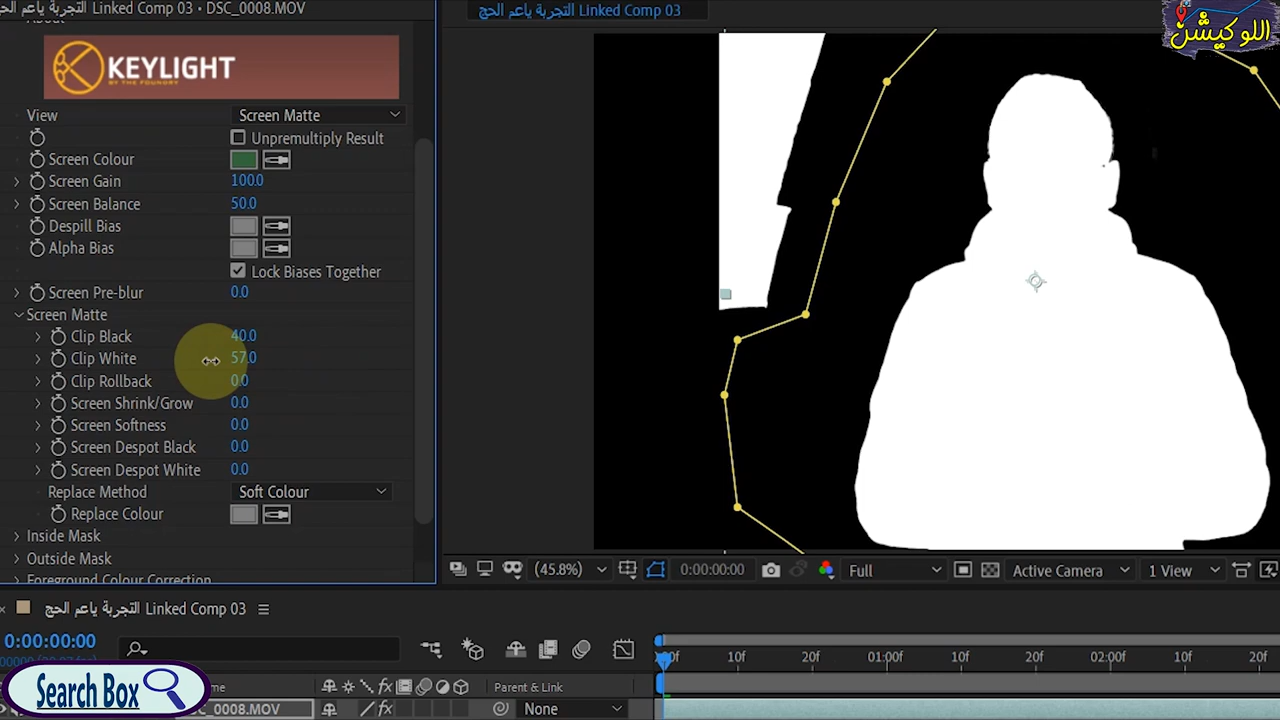 التجربة ياعم الحج Linked Comp 03 • DSC_0008.MOV
التجربة ياعم الحج Linked Comp 03
اللوكيشن
KEYLIGHT
BY THE FOUNDRY
View Screen Matte
Unpremultiply Result
Screen Colour
Screen Gain 100.0
Screen Balance 50.0
Despill Bias
Alpha Bias
Lock Biases Together
Screen Pre-blur 0.0
Screen Matte
Clip Black 40.0
Clip White 57.0
Clip Rollback 0.0
Screen Shrink/Grow 0.0
Screen Softness 0.0
Screen Despot Black 0.0
Screen Despot White 0.0
Replace Method Soft Colour
Replace Colour
Inside Mask
Outside Mask
Foreground Colour Correction
(45.8%) 0:00:00:00 Full Active Camera 1 View
التجربة ياعم الحج Linked Comp 03
0:00:00:00
10f 20f 01:00f 10f 20f 02:00f 10f 20f
Search Box
Parent & Link
DSC_0008.MOV fx None